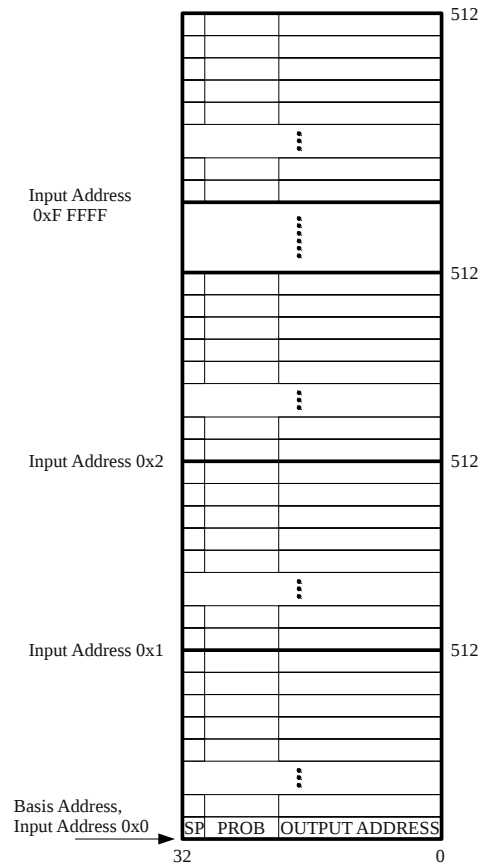 512
Input Address
0xF FFFF
512
Input Address 0x2
512
Input Address 0x1
512
Basis Address,
Input Address 0x0
SP PROB OUTPUT ADDRESS
32 0